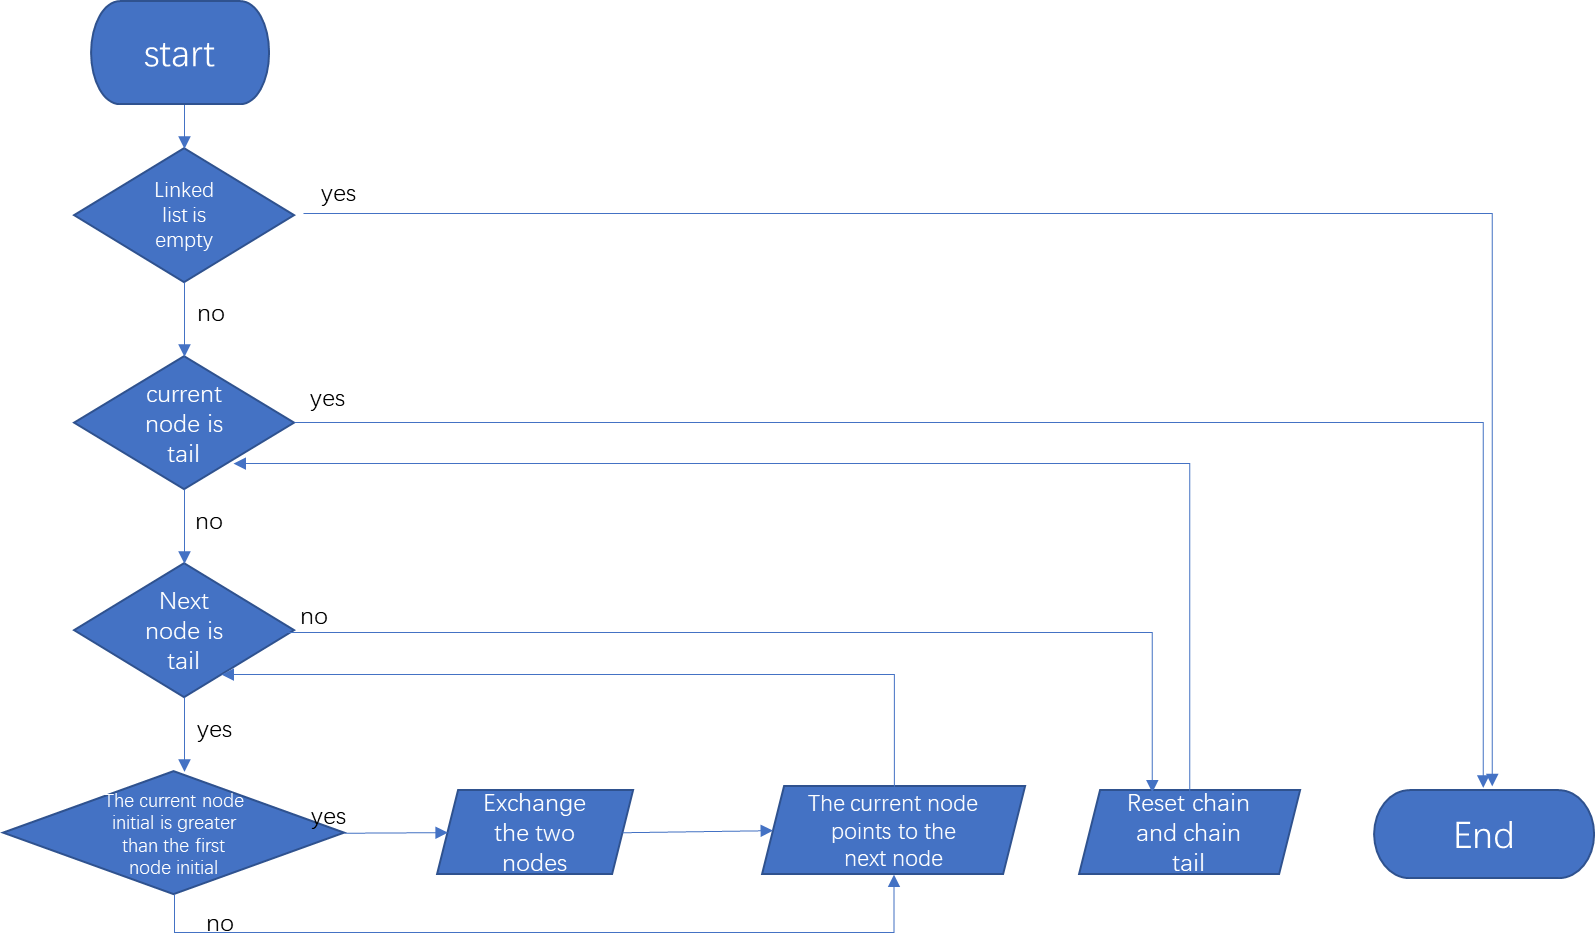 start
Linked
list is
empty
yes
no
current
node is
tail
yes
no
Next
node is
tail
no
yes
The current node
initial is greater
than the first
node initial
yes
no
Exchange
the two
nodes
The current node
points to the
next node
Reset chain
and chain
tail
End